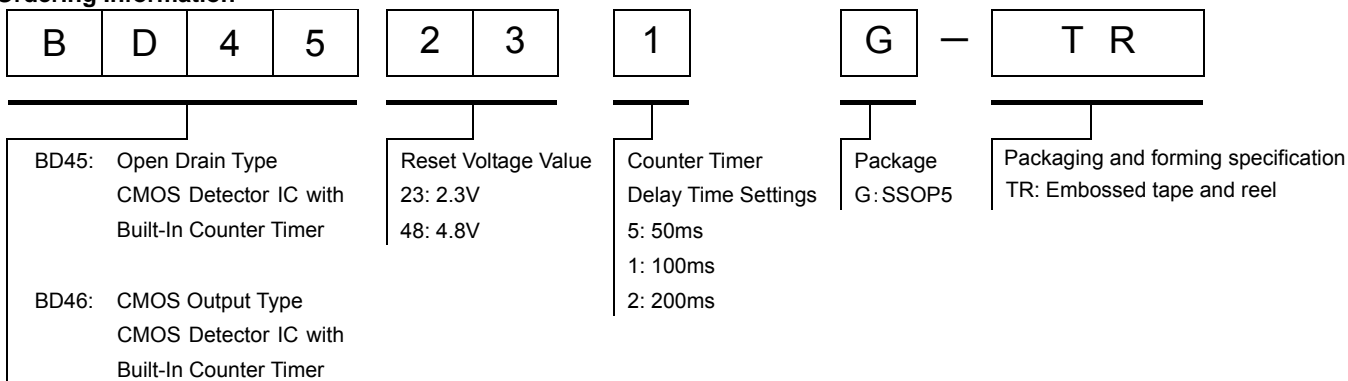 Ordering Information
B D 4 5 2 3 1 G － T R
BD45: Open Drain Type
CMOS Detector IC with
Built-In Counter Timer
BD46: CMOS Output Type
CMOS Detector IC with
Built-In Counter Timer
Reset Voltage Value
23: 2.3V
48: 4.8V
Counter Timer
Delay Time Settings
5: 50ms
1: 100ms
2: 200ms
Package
G:SSOP5
Packaging and forming specification
TR: Embossed tape and reel